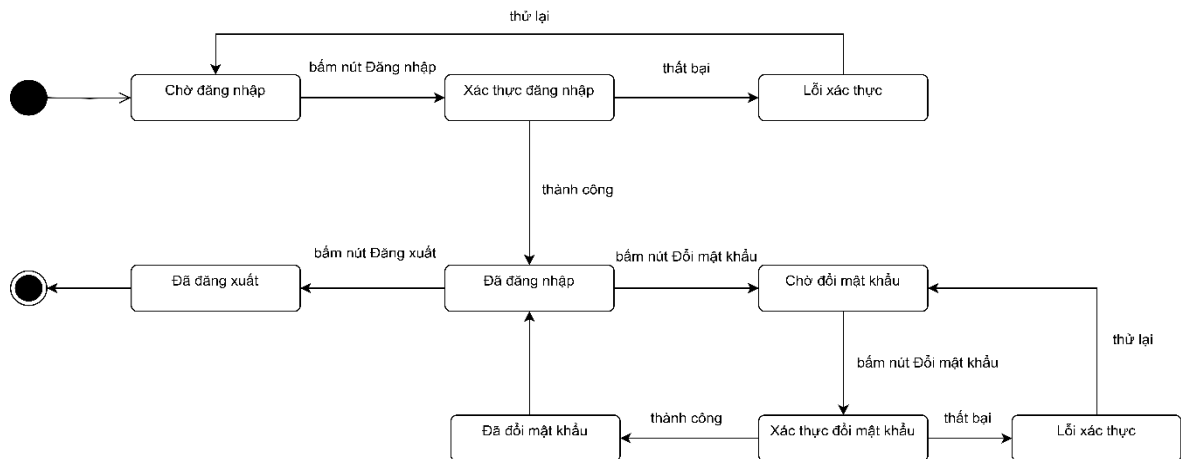 thử lại
bấm nút Đăng nhập
thất bại
Chờ đăng nhập
Xác thực đăng nhập
Lỗi xác thực
thành công
bấm nút Đăng xuất
bấm nút Đổi mật khẩu
Đã đăng xuất
Đã đăng nhập
Chờ đổi mật khẩu
thử lại
bấm nút Đổi mật khẩu
thành công
thất bại
Đã đổi mật khẩu
Xác thực đổi mật khẩu
Lỗi xác thực